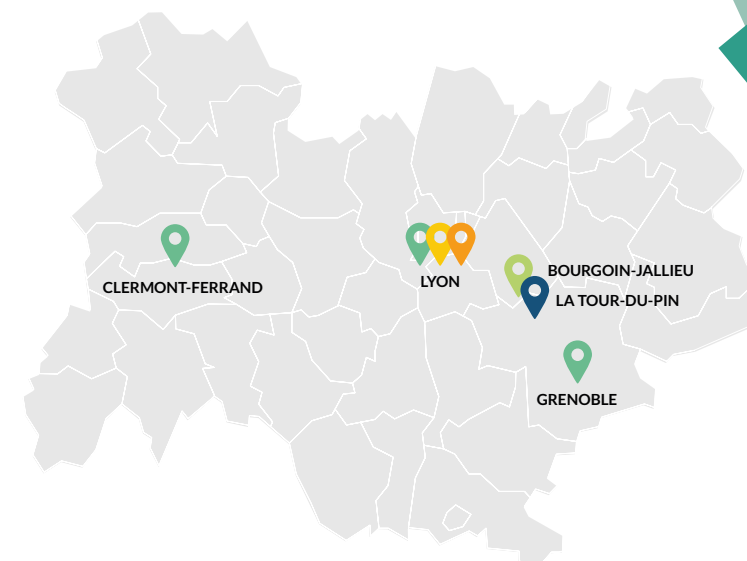 BOURGOIN-JALLIEU
CLERMONT-FERRAND
LYON
LA TOUR-DU-PIN
GRENOBLE